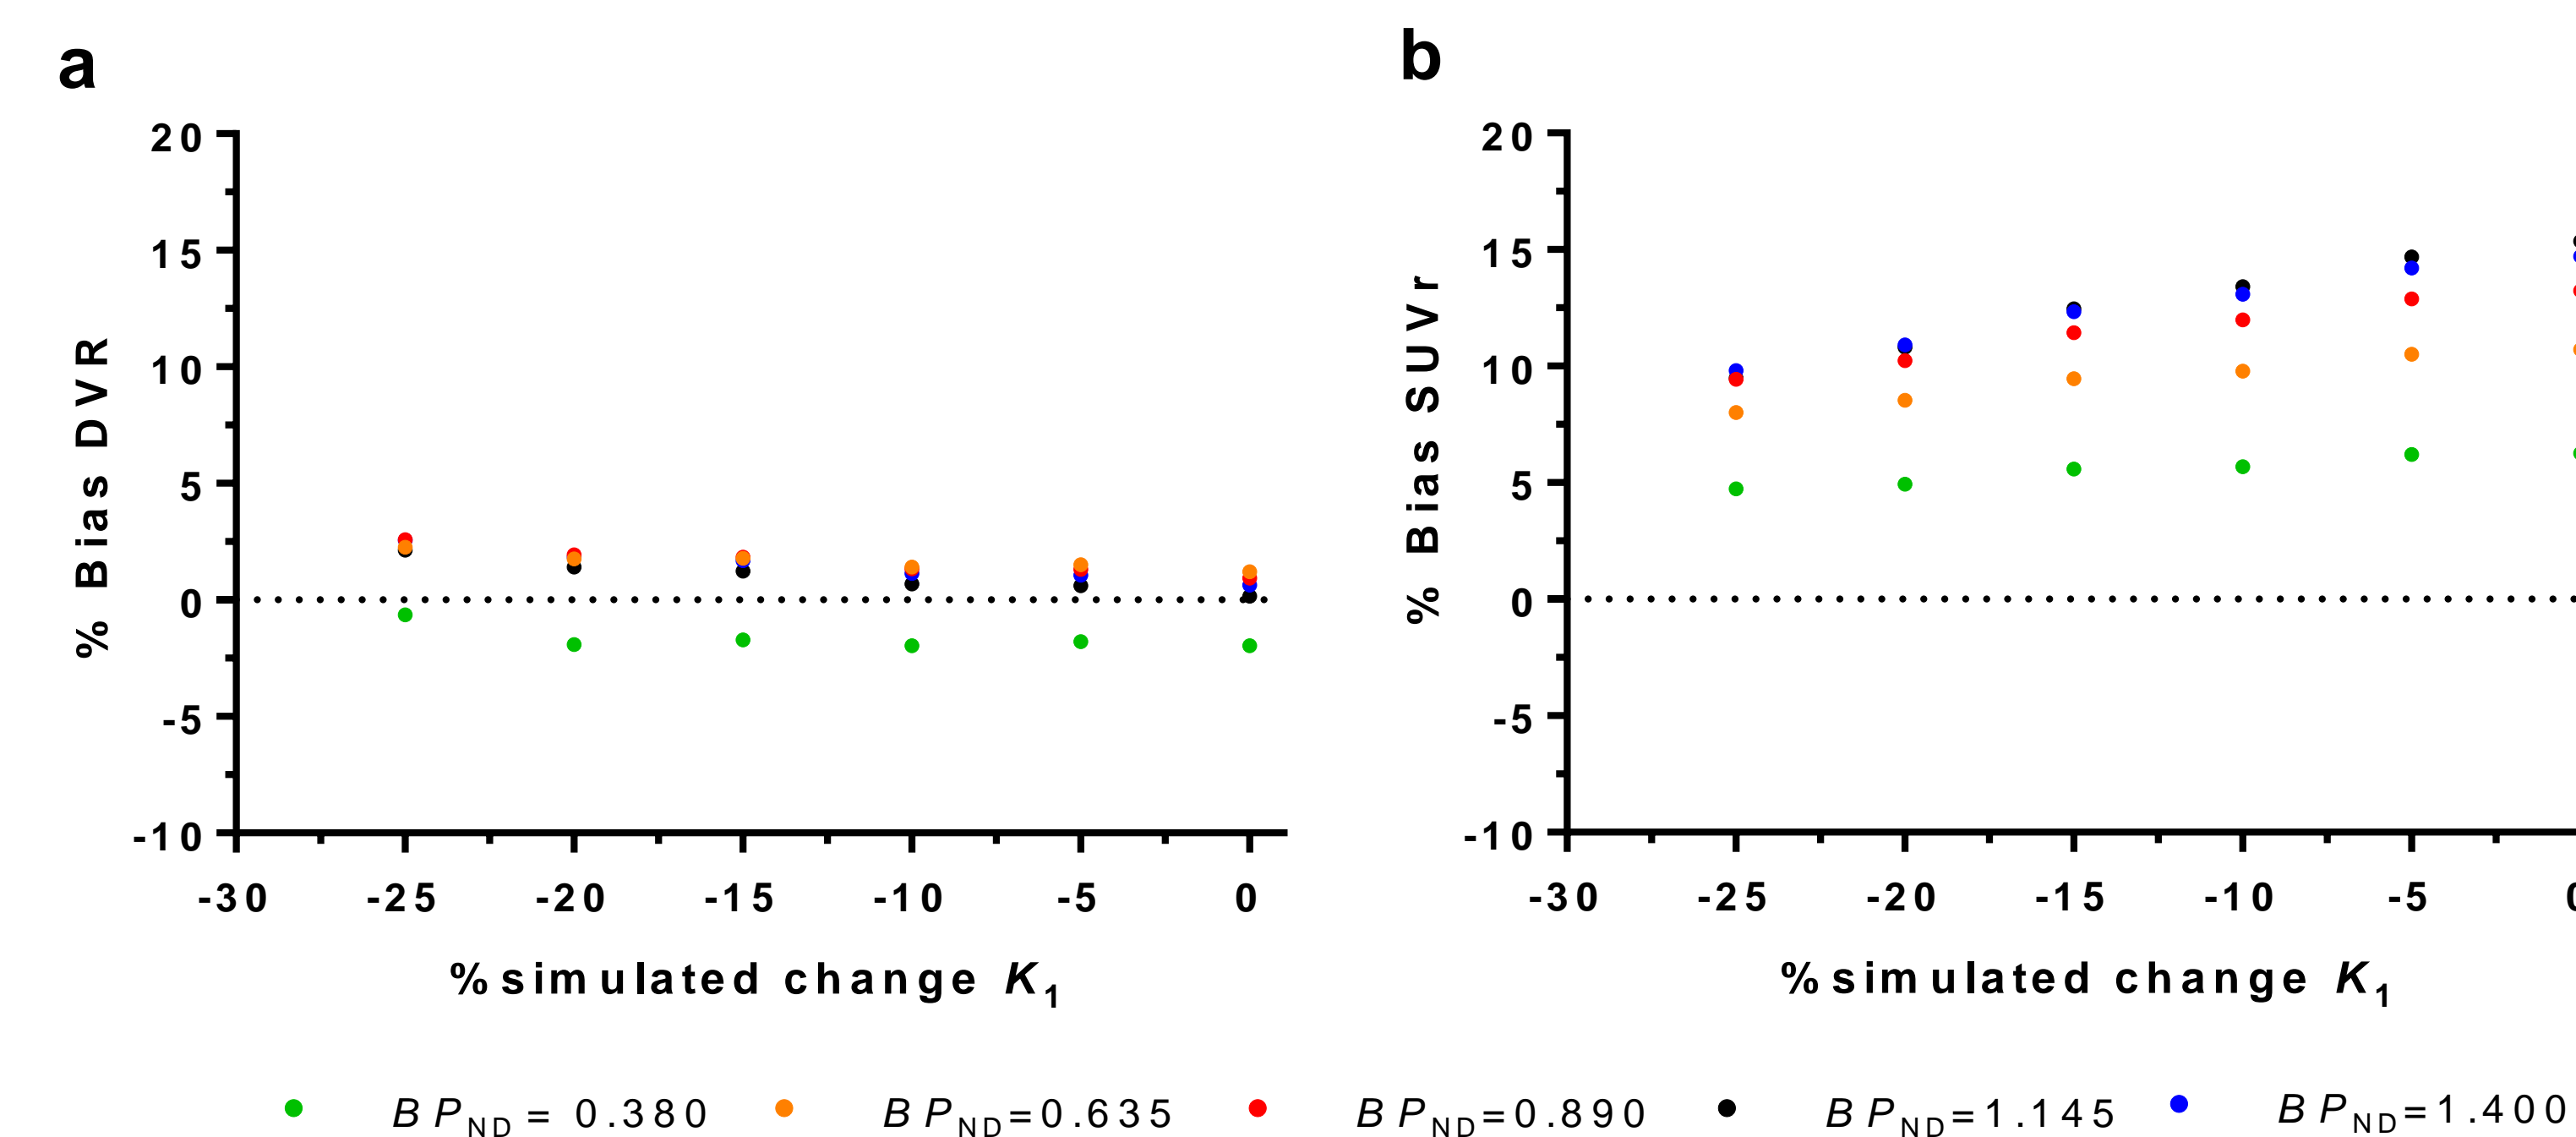 a
b
20
15
10
5
0
-5
-10
% Bias DVR
-30 -25 -20 -15 -10 -5 0
% simulated change K1
20
15
10
5
0
-5
-10
% Bias SUVr
-30 -25 -20 -15 -10 -5 0
% simulated change K1
BPND = 0.380 BPND=0.635 BPND=0.890 BPND=1.145 BPND=1.400